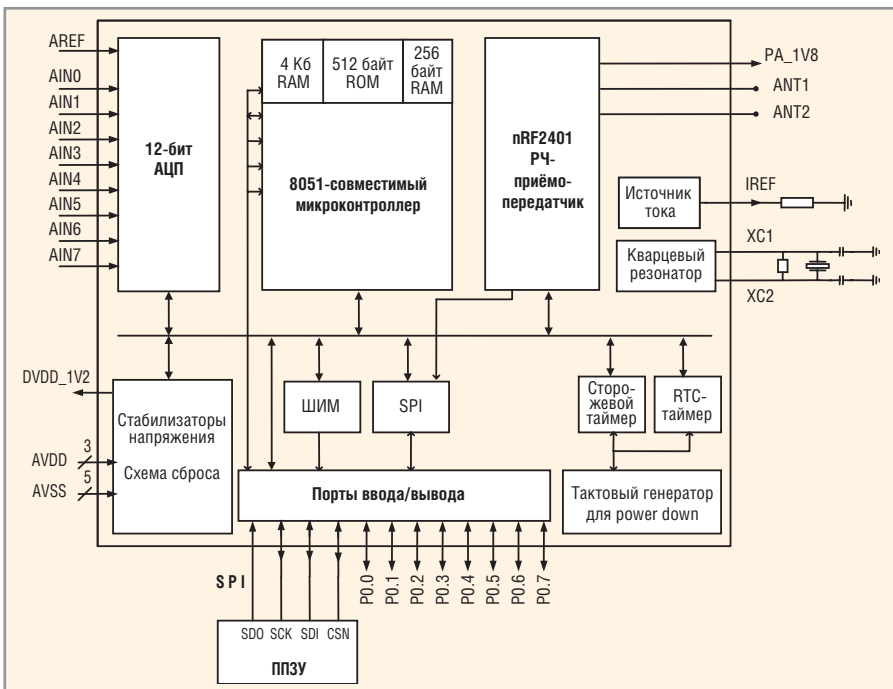 AREF
AIN0
AIN1
AIN2
AIN3
AIN4
AIN5
AIN6
AIN7
12-бит
АЦП
4 Кб
RAM
512 байт
ROM
256
байт
RAM
8051-совместимый
микроконтроллер
nRF2401
РЧ-
приёмо-
передатчик
PA_1V8
ANT1
ANT2
Источник
тока
IREF
Кварцевый
резонатор
XC1
XC2
DVDD_1V2
AVDD
3
AVSS
5
Стабилизаторы
напряжения
Схема сброса
ШИМ
SPI
Сторо-
жевой
таймер
RTC-
таймер
Порты ввода/вывода
Тактовый генератор
для power down
SPI
P0.0
P0.1
P0.2
P0.3
P0.4
P0.5
P0.6
P0.7
SDO SCK SDI CSN
ППЗУ